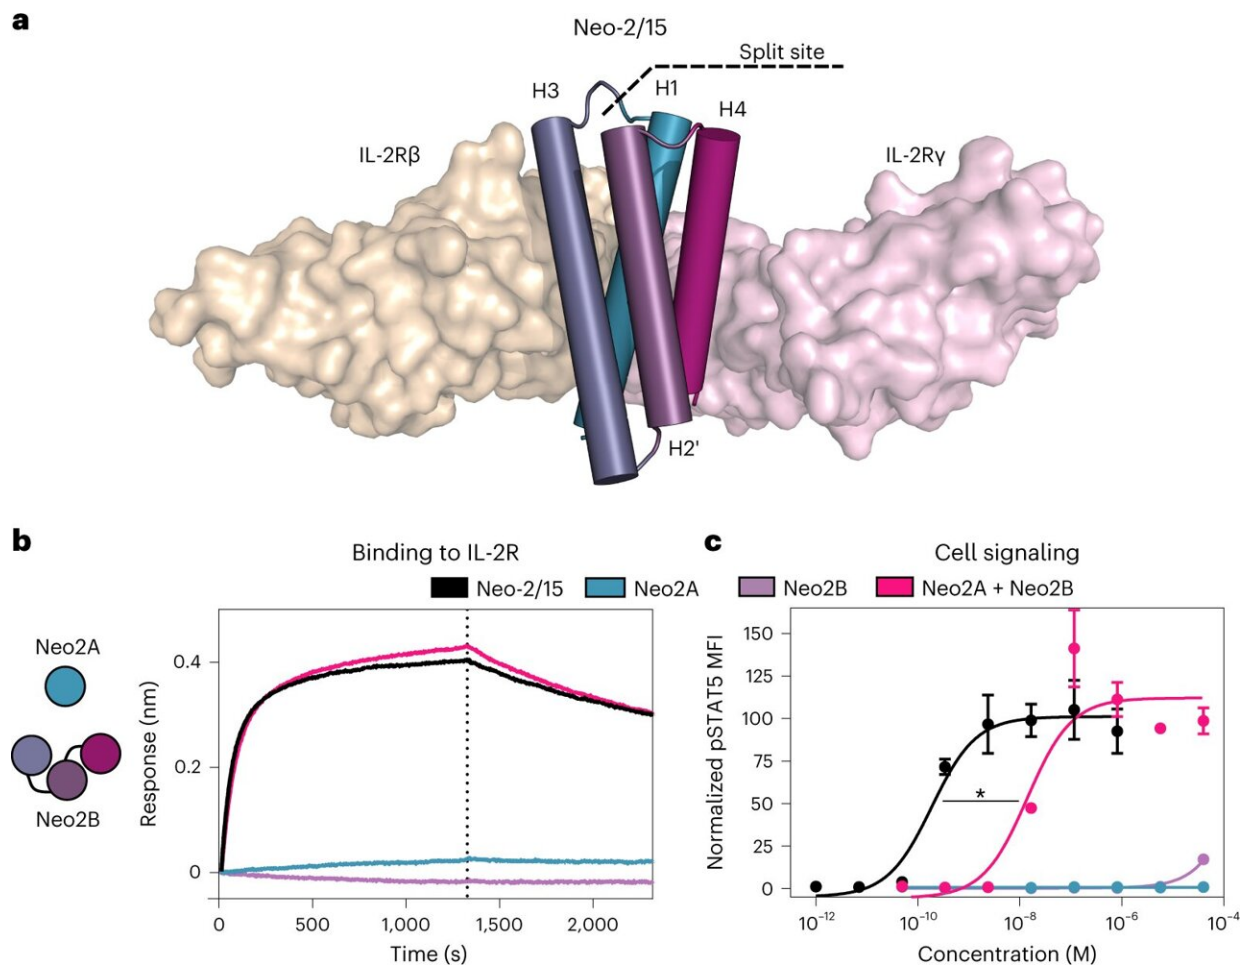 a
Neo-2/15
Split site
H3
H1
H4
IL-2Rβ
IL-2Rγ
H2'
b
Binding to IL-2R
c
Cell signaling
Neo-2/15
Neo2A
Neo2B
Neo2A + Neo2B
Neo2A
Neo2B
Response (nm)
0.4
0.2
0
0
500
1,000
1,500
2,000
Time (s)
Normalized pSTAT5 MFI
150
125
100
75
50
25
0
*
10⁻¹²
10⁻¹⁰
10⁻⁸
10⁻⁶
10⁻⁴
Concentration (M)